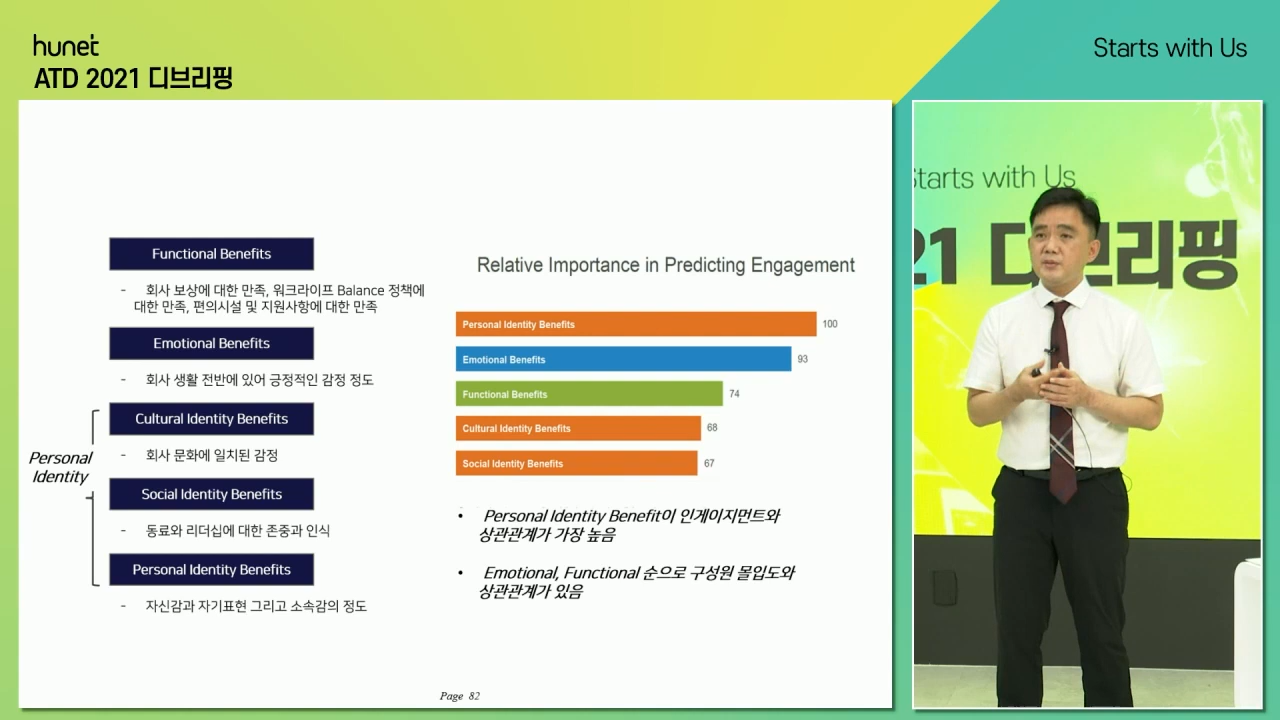 hunet
ATD 2021 디브리핑
Starts with Us
Functional Benefits
- 회사 보상에 대한 만족, 워크라이프 Balance 정책에
대한 만족, 편의시설 및 지원사항에 대한 만족
Emotional Benefits
- 회사 생활 전반에 있어 긍정적인 감정 정도
Cultural Identity Benefits
- 회사 문화에 일치된 감정
Personal
Identity
Social Identity Benefits
- 동료와 리더십에 대한 존중과 인식
Personal Identity Benefits
- 자신감과 자기표현 그리고 소속감의 정도
Relative Importance in Predicting Engagement
Personal Identity Benefits 100
Emotional Benefits 93
Functional Benefits 74
Cultural Identity Benefits 68
Social Identity Benefits 67
• Personal Identity Benefit이 인게이지먼트와
상관관계가 가장 높음
• Emotional, Functional 순으로 구성원 몰입도와
상관관계가 있음
Page 82
Starts with Us
21 디브리핑